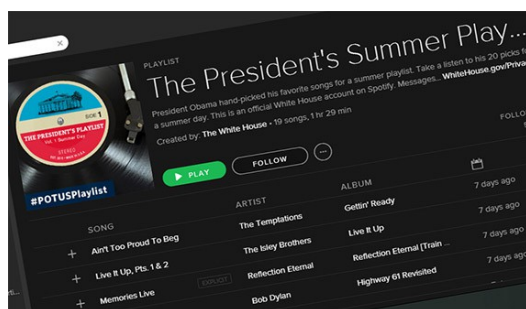 PLAYLIST
The President's Summer Play...
President Obama hand-picked his favorite songs for a summer playlist. Take a listen to his 20 picks
a summer day. This is an official White House account on Spotify. Messages... WhiteHouse.gov/Priva
Created by: The White House • 19 songs, 1 hr 29 min
PLAY
FOLLOW
FOLLO
SIDE 1
THE PRESIDENT'S PLAYLIST
Vol. 1 Summer Day
STEREO
#POTUSPlaylist
SONG ARTIST ALBUM
Ain't Too Proud To Beg The Temptations Gettin' Ready 7 days ago
Live It Up, Pts. 1 & 2 The Isley Brothers Live It Up 7 days ago
Memories Live EXPLICIT Reflection Eternal Reflection Eternal [Train ... 7 days ago
Bob Dylan Highway 61 Revisited 7 days ago